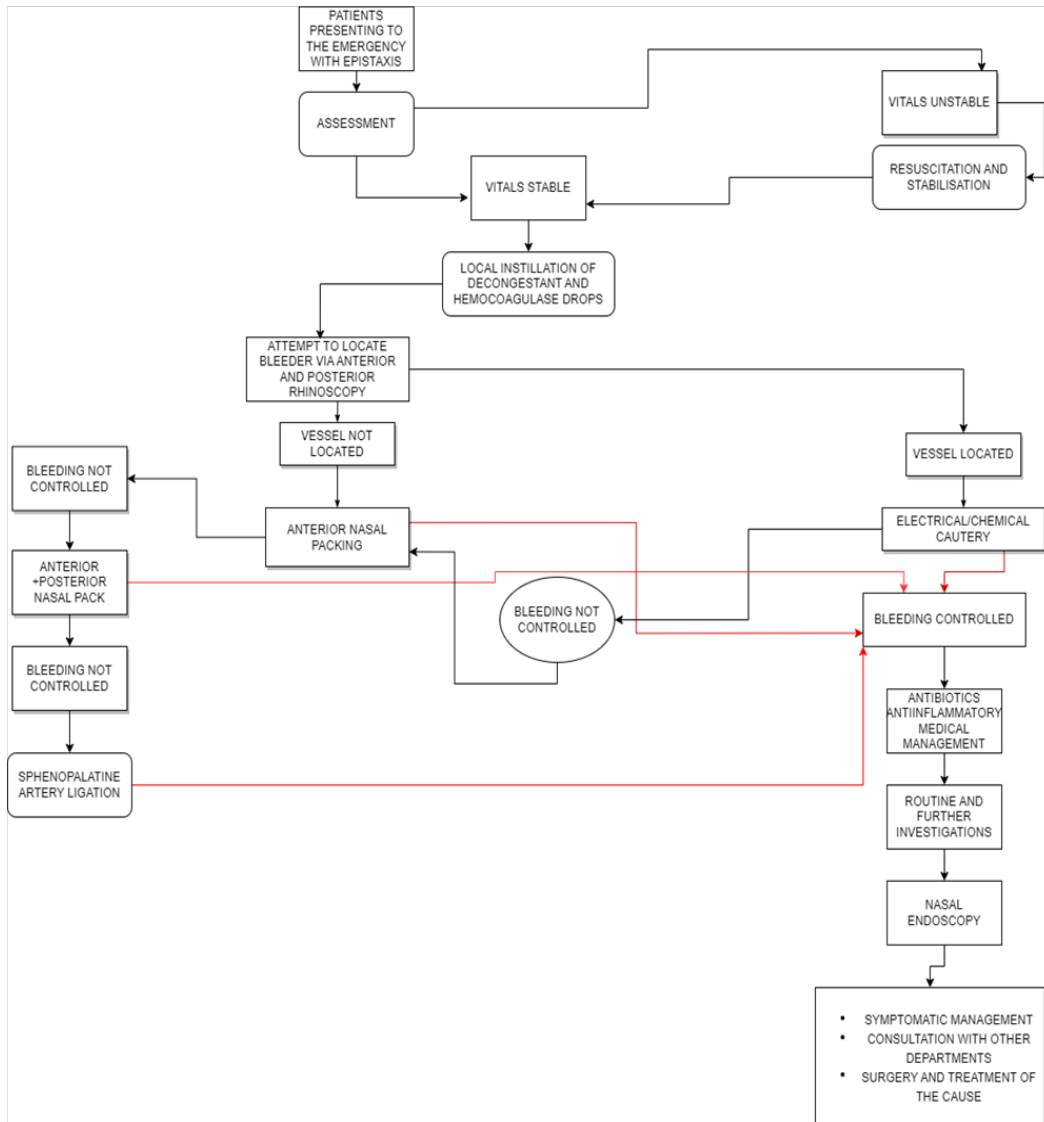 PATIENTS
PRESENTING TO
THE EMERGENCY
WITH EPISTAXIS
ASSESSMENT
VITALS UNSTABLE
RESUSCITATION AND
STABILISATION
VITALS STABLE
LOCAL INSTILLATION OF
DECONGESTANT AND
HEMOCOAGULASE DROPS
ATTEMPT TO LOCATE
BLEEDER VIA ANTERIOR
AND POSTERIOR
RHINOSCOPY
VESSEL NOT
LOCATED
VESSEL LOCATED
BLEEDING NOT
CONTROLLED
ANTERIOR NASAL
PACKING
ELECTRICAL/CHEMICAL
CAUTERY
ANTERIOR
+POSTERIOR
NASAL PACK
BLEEDING NOT
CONTROLLED
BLEEDING CONTROLLED
BLEEDING NOT
CONTROLLED
ANTIBIOTICS
ANTIINFLAMMATORY
MEDICAL
MANAGEMENT
SPHENOPALATINE
ARTERY LIGATION
ROUTINE AND
FURTHER
INVESTIGATIONS
NASAL
ENDOSCOPY
• SYMPTOMATIC MANAGEMENT
• CONSULTATION WITH OTHER
DEPARTMENTS
• SURGERY AND TREATMENT OF
THE CAUSE